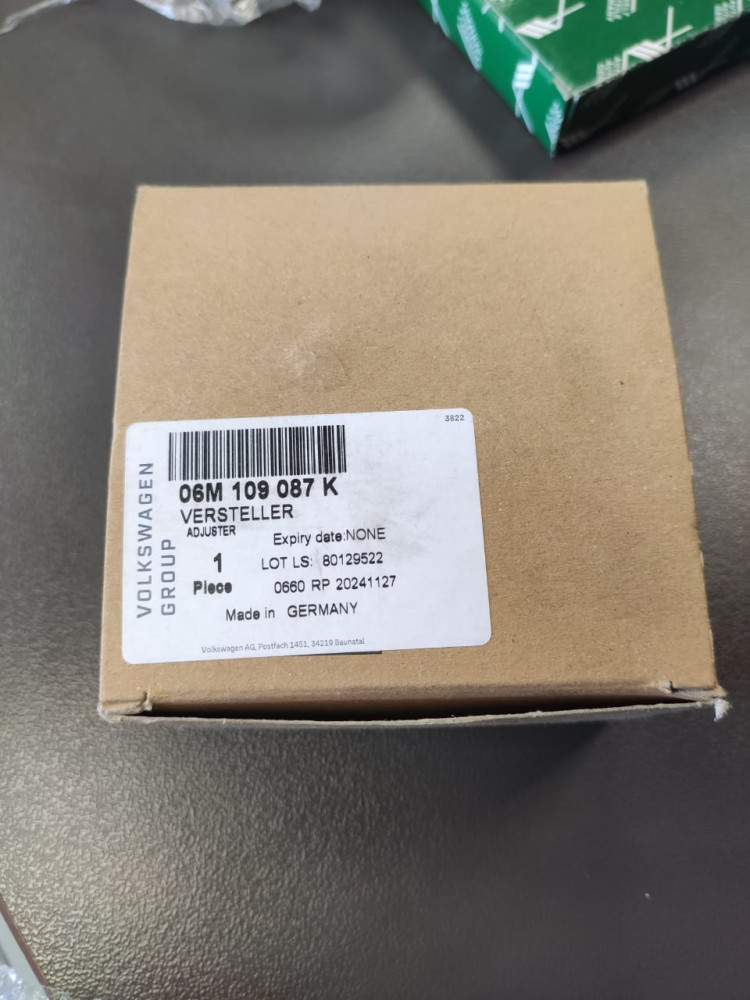 3622
VOLKSWAGEN
GROUP
06M 109 087 K
VERSTELLER
ADJUSTER
Expiry date:NONE
1
LOT LS: 80129522
Piece
0660 RP 20241127
Made in GERMANY
Volkswagen AG, Postfach 1451, 34219 Baunatal